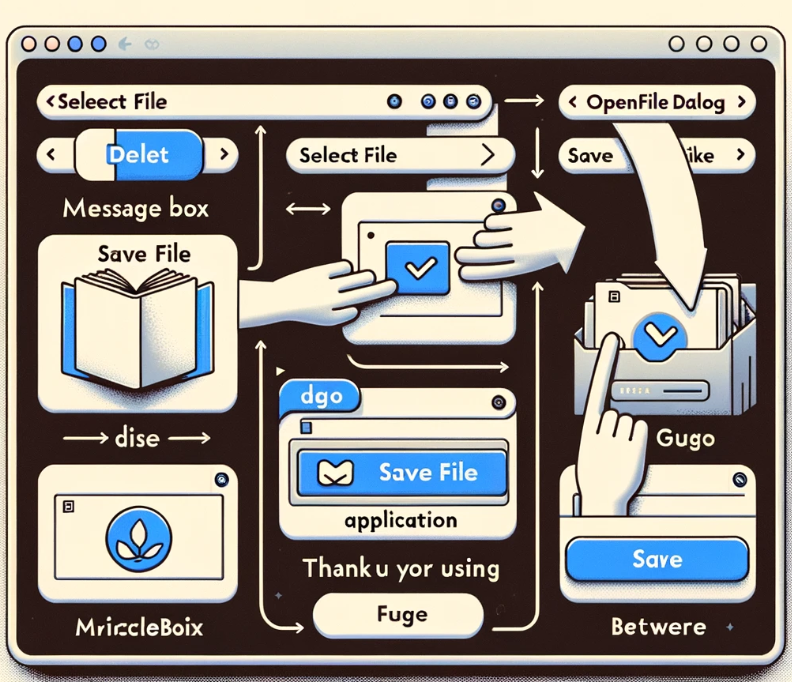 <Seleect File
OpenFile Dalog
Delet
Select File
Save ike
Message box
Save File
dgo
Save File
application
dise
Gugo
Thank u yor using
Save
Fuge
MriccleBoix
Betwere